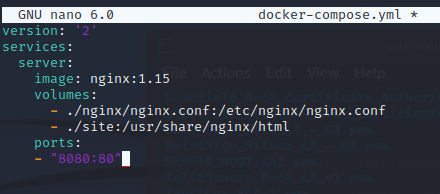 GNU nano 6.0 docker-compose.yml *
version: '2'
services:
  server:
    image: nginx:1.15
    volumes:
      - ./nginx/nginx.conf:/etc/nginx/nginx.conf
      - ./site:/usr/share/nginx/html
    ports:
    - "8080:80"
File Actions Edit View